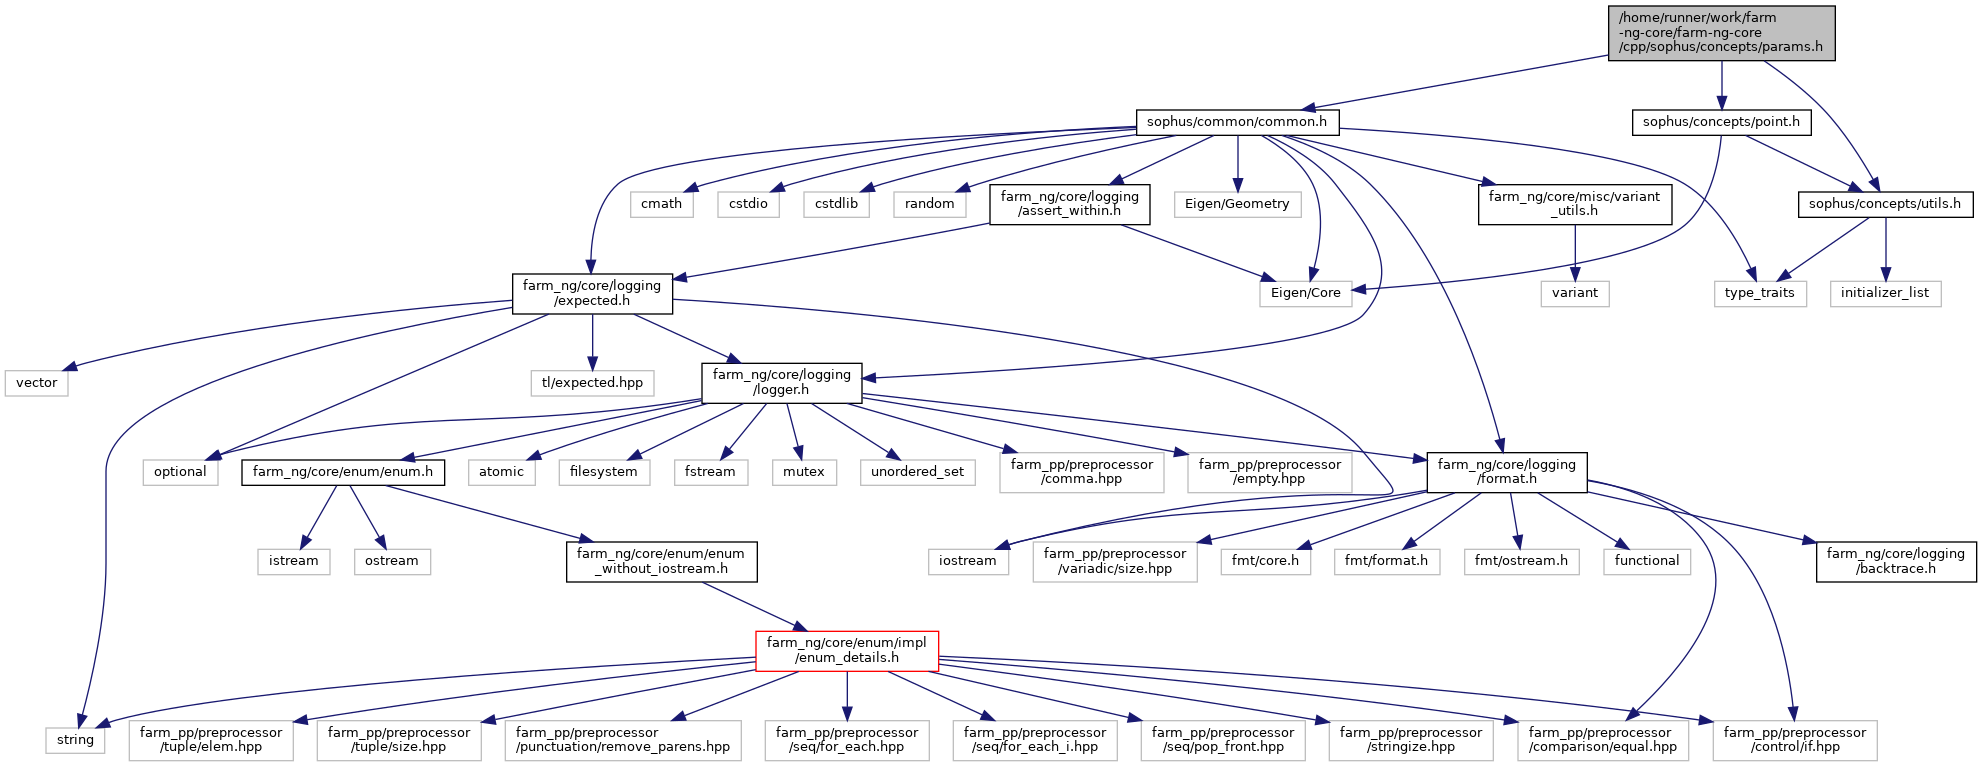 /home/runner/work/farm
-ng-core/farm-ng-core
/cpp/sophus/concepts/params.h
sophus/common/common.h
sophus/concepts/point.h
cmath
cstdio
cstdlib
random
farm_ng/core/logging
/assert_within.h
Eigen/Geometry
farm_ng/core/misc/variant
_utils.h
sophus/concepts/utils.h
farm_ng/core/logging
/expected.h
Eigen/Core
variant
type_traits
initializer_list
vector
tl/expected.hpp
farm_ng/core/logging
/logger.h
optional
farm_ng/core/enum/enum.h
atomic
filesystem
fstream
mutex
unordered_set
farm_pp/preprocessor
/comma.hpp
farm_pp/preprocessor
/empty.hpp
farm_ng/core/logging
/format.h
istream
ostream
farm_ng/core/enum/enum
_without_iostream.h
iostream
farm_pp/preprocessor
/variadic/size.hpp
fmt/core.h
fmt/format.h
fmt/ostream.h
functional
farm_ng/core/logging
/backtrace.h
farm_ng/core/enum/impl
/enum_details.h
string
farm_pp/preprocessor
/tuple/elem.hpp
farm_pp/preprocessor
/tuple/size.hpp
farm_pp/preprocessor
/punctuation/remove_parens.hpp
farm_pp/preprocessor
/seq/for_each.hpp
farm_pp/preprocessor
/seq/for_each_i.hpp
farm_pp/preprocessor
/seq/pop_front.hpp
farm_pp/preprocessor
/stringize.hpp
farm_pp/preprocessor
/comparison/equal.hpp
farm_pp/preprocessor
/control/if.hpp